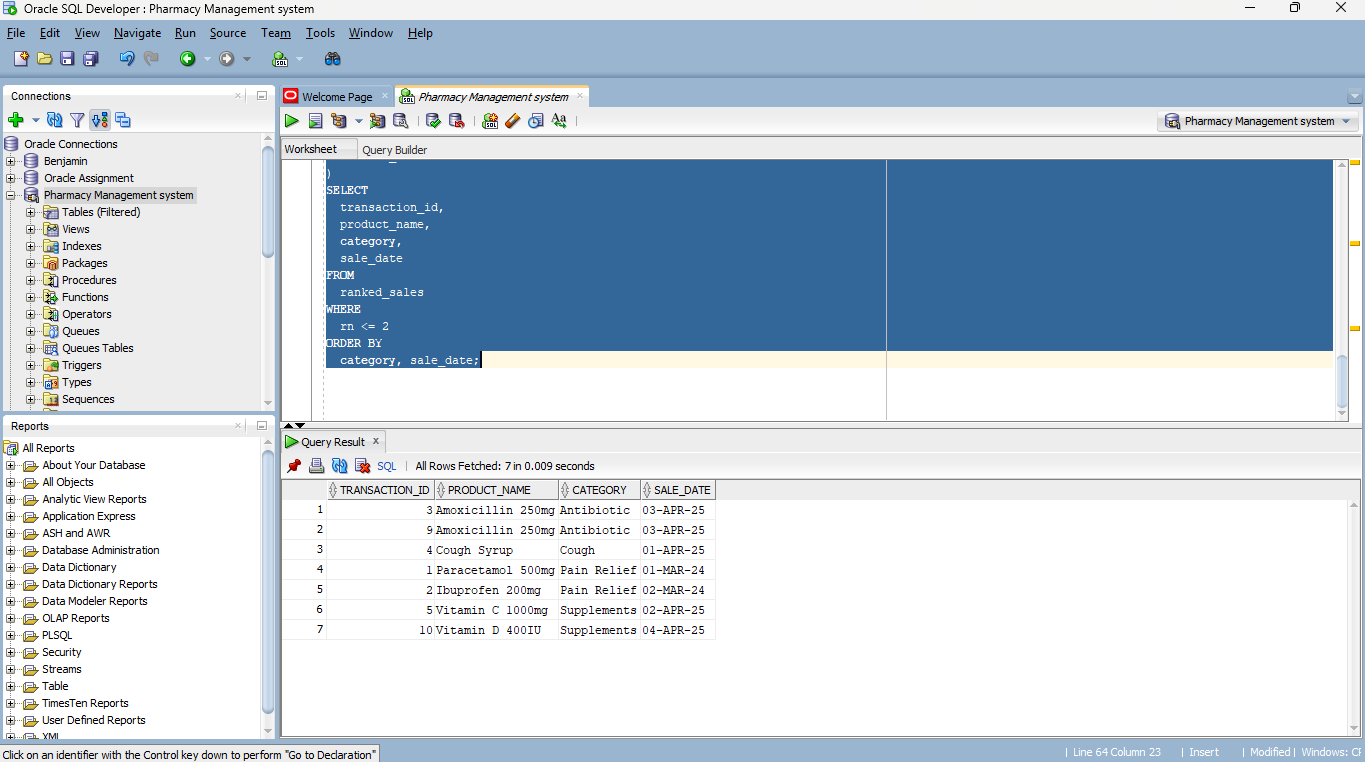 Oracle SQL Developer : Pharmacy Management system
File Edit View Navigate Run Source Team Tools Window Help
Connections
Oracle Connections
Benjamin
Oracle Assignment
Pharmacy Management system
Tables (Filtered)
Views
Indexes
Packages
Procedures
Functions
Operators
Queues
Queues Tables
Triggers
Types
Sequences
Reports
All Reports
About Your Database
All Objects
Analytic View Reports
Application Express
ASH and AWR
Database Administration
Data Dictionary
Data Dictionary Reports
Data Modeler Reports
OLAP Reports
PLSQL
Security
Streams
Table
TimesTen Reports
User Defined Reports
XML
Welcome Page
Pharmacy Management system
Pharmacy Management system
Worksheet Query Builder
)
SELECT
transaction_id,
product_name,
category,
sale_date
FROM
ranked_sales
WHERE
rn <= 2
ORDER BY
category, sale_date;
Query Result
SQL | All Rows Fetched: 7 in 0.009 seconds
TRANSACTION_ID PRODUCT_NAME CATEGORY SALE_DATE
1 3 Amoxicillin 250mg Antibiotic 03-APR-25
2 9 Amoxicillin 250mg Antibiotic 03-APR-25
3 4 Cough Syrup Cough 01-APR-25
4 1 Paracetamol 500mg Pain Relief 01-MAR-24
5 2 Ibuprofen 200mg Pain Relief 02-MAR-24
6 5 Vitamin C 1000mg Supplements 02-APR-25
7 10 Vitamin D 400IU Supplements 04-APR-25
Click on an identifier with the Control key down to perform "Go to Declaration"
| Line 64 Column 23 | Insert | Modified | Windows: CF